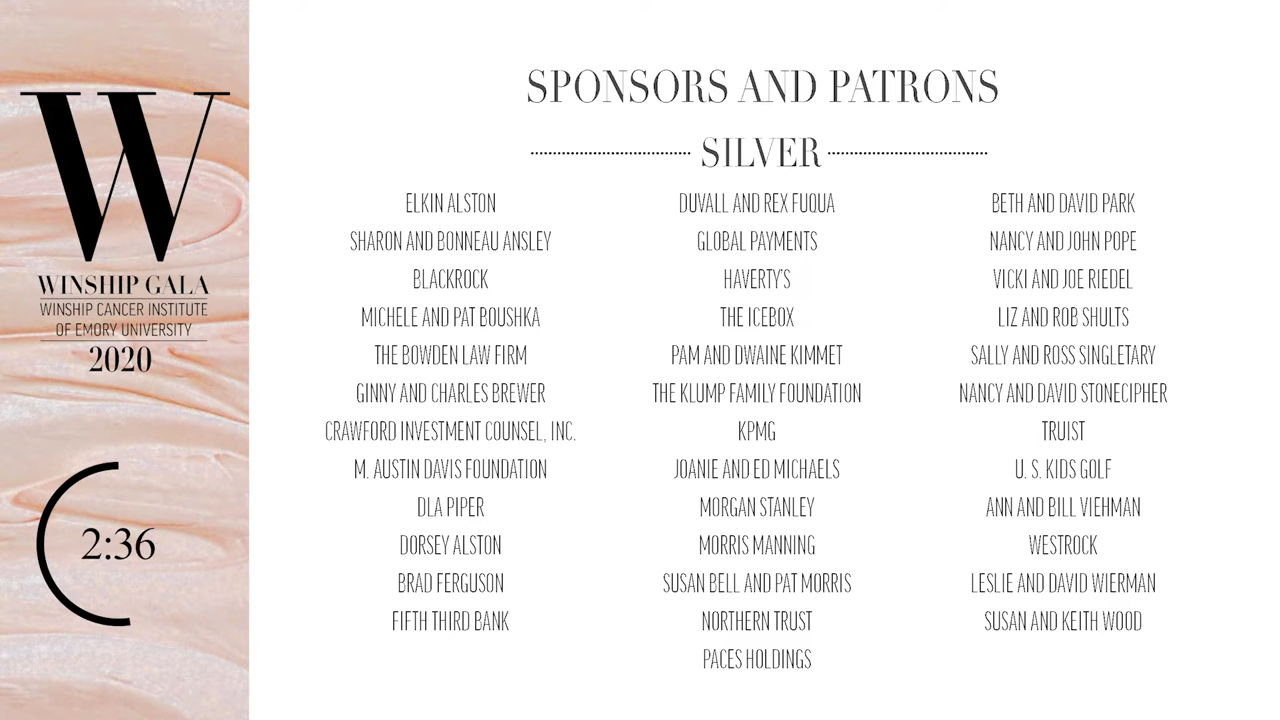 W
WINSHIP GALA
WINSHIP CANCER INSTITUTE
OF EMORY UNIVERSITY
2020
2:36
SPONSORS AND PATRONS
SILVER
ELKIN ALSTON
SHARON AND BONNEAU ANSLEY
BLACKROCK
MICHELE AND PAT BOUSHKA
THE BOWDEN LAW FIRM
GINNY AND CHARLES BREWER
CRAWFORD INVESTMENT COUNSEL, INC.
M. AUSTIN DAVIS FOUNDATION
DLA PIPER
DORSEY ALSTON
BRAD FERGUSON
FIFTH THIRD BANK
DUVALL AND REX FUQUA
GLOBAL PAYMENTS
HAVERTY'S
THE ICEBOX
PAM AND DWAINE KIMMET
THE KLUMP FAMILY FOUNDATION
KPMG
JOANIE AND ED MICHAELS
MORGAN STANLEY
MORRIS MANNING
SUSAN BELL AND PAT MORRIS
NORTHERN TRUST
PACES HOLDINGS
BETH AND DAVID PARK
NANCY AND JOHN POPE
VICKI AND JOE RIEDEL
LIZ AND ROB SHULTS
SALLY AND ROSS SINGLETARY
NANCY AND DAVID STONECIPHER
TRUIST
U. S. KIDS GOLF
ANN AND BILL VIEHMAN
WESTROCK
LESLIE AND DAVID WIERMAN
SUSAN AND KEITH WOOD